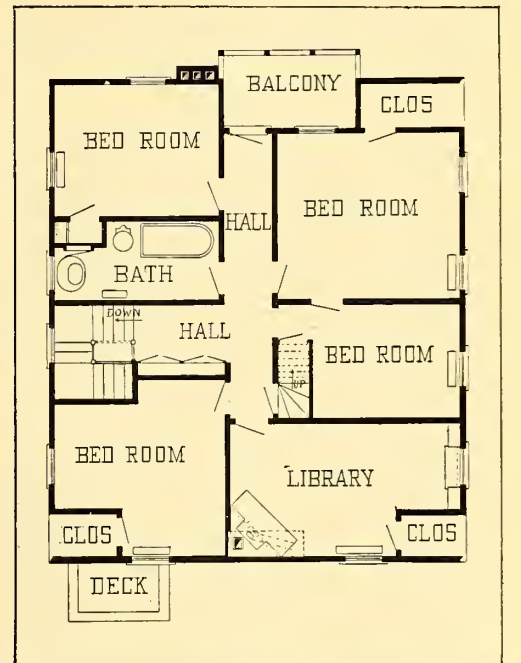 BALCONY
CLOS
BED ROOM
BED ROOM
HALL
BATH
DOWN
HALL
BED ROOM
UP
BED ROOM
LIBRARY
CLOS
CLOS
DECK